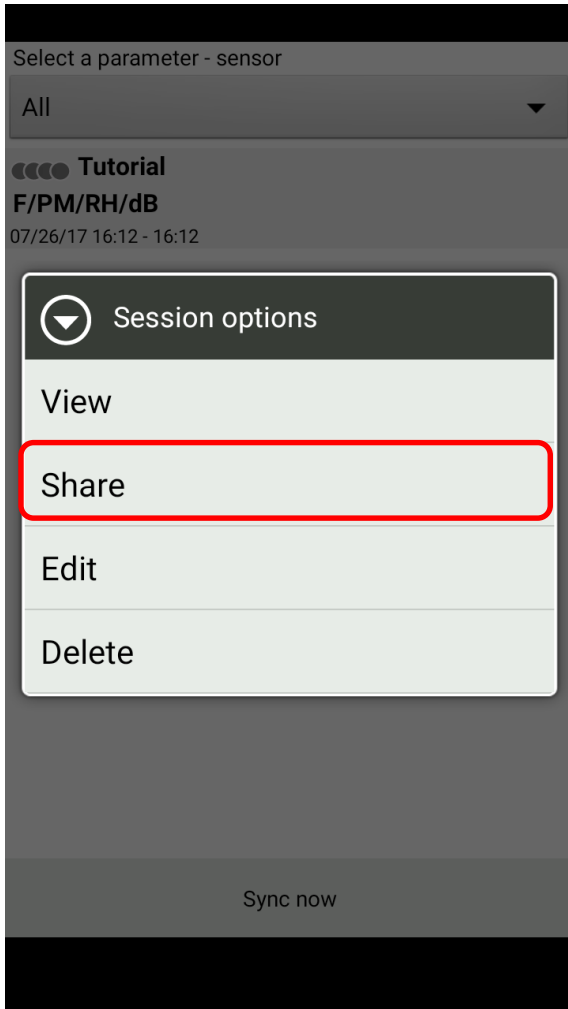 Select a parameter - sensor
All
Tutorial
F/PM/RH/dB
07/26/17 16:12 - 16:12
Session options
View
Share
Edit
Delete
Sync now